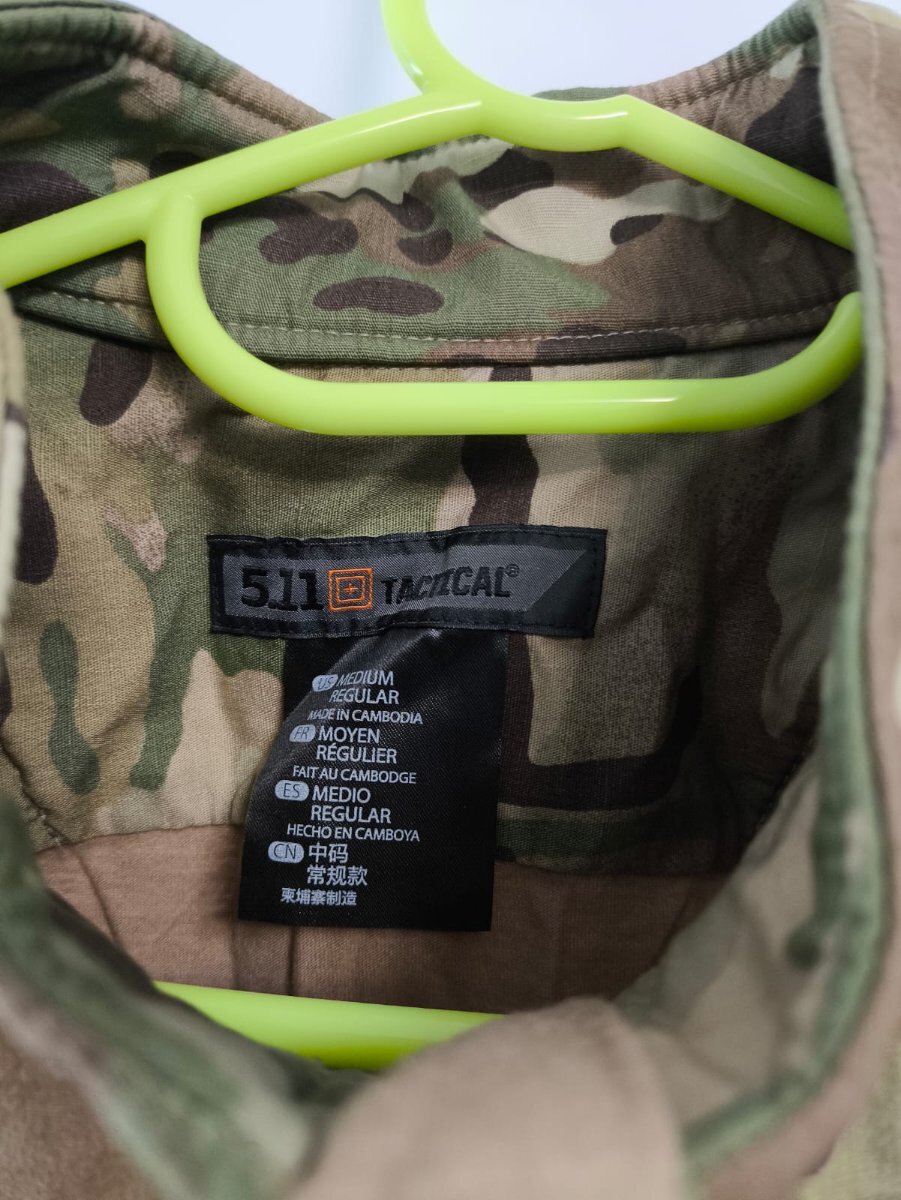 5.11 TACTICAL®
US MEDIUM
REGULAR
MADE IN CAMBODIA
FR MOYEN
RÉGULIER
FAIT AU CAMBODGE
ES MEDIO
REGULAR
HECHO EN CAMBOYA
CN 中码
常规款
柬埔寨制造